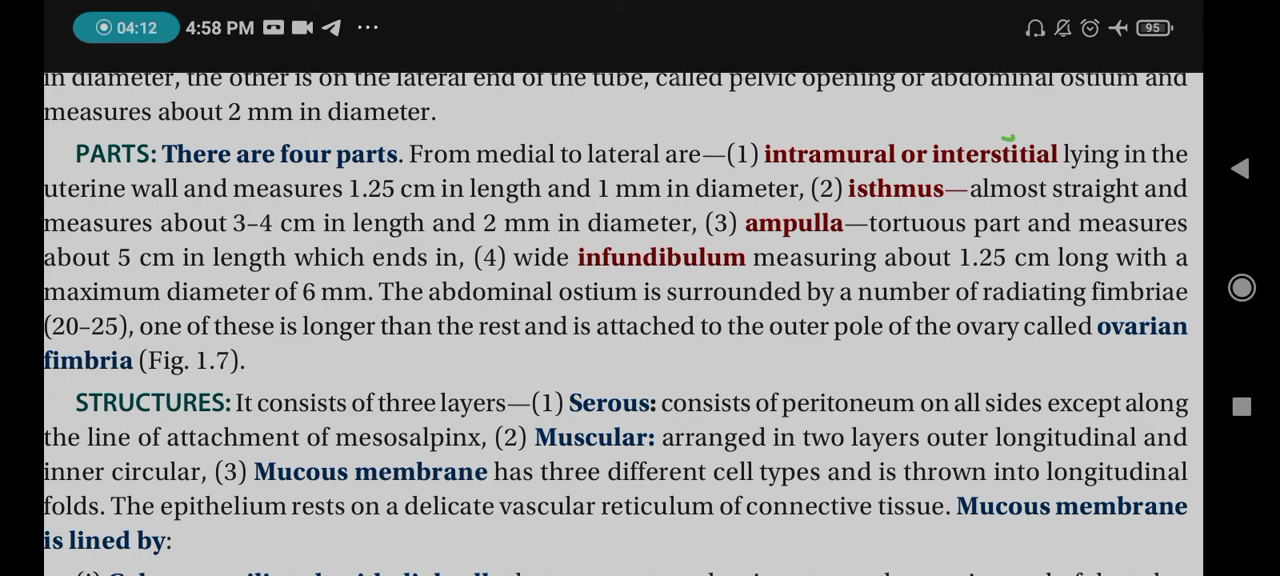 04:12 4:58 PM ... 95
in diameter, the other is on the lateral end of the tube, called pelvic opening or abdominal ostium and
measures about 2 mm in diameter.
PARTS: There are four parts. From medial to lateral are—(1) intramural or interstitial lying in the
uterine wall and measures 1.25 cm in length and 1 mm in diameter, (2) isthmus—almost straight and
measures about 3–4 cm in length and 2 mm in diameter, (3) ampulla—tortuous part and measures
about 5 cm in length which ends in, (4) wide infundibulum measuring about 1.25 cm long with a
maximum diameter of 6 mm. The abdominal ostium is surrounded by a number of radiating fimbriae
(20–25), one of these is longer than the rest and is attached to the outer pole of the ovary called ovarian
fimbria (Fig. 1.7).
STRUCTURES: It consists of three layers—(1) Serous: consists of peritoneum on all sides except along
the line of attachment of mesosalpinx, (2) Muscular: arranged in two layers outer longitudinal and
inner circular, (3) Mucous membrane has three different cell types and is thrown into longitudinal
folds. The epithelium rests on a delicate vascular reticulum of connective tissue. Mucous membrane
is lined by: